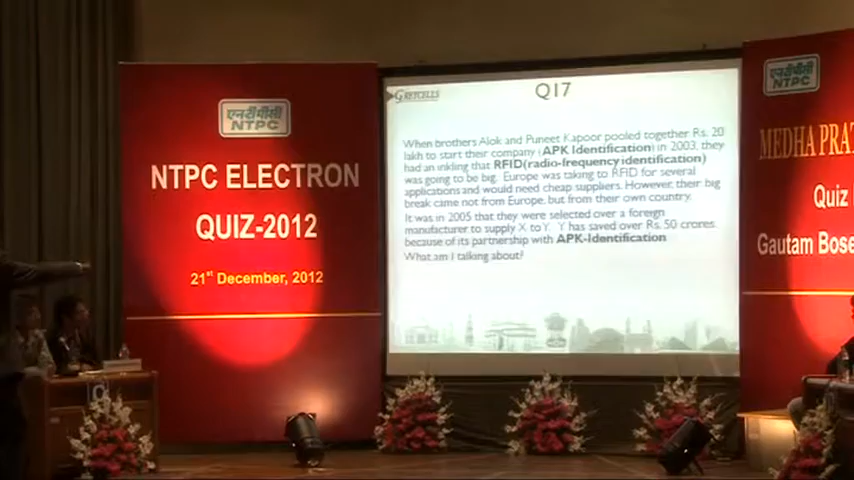 एनटीपीसी
NTPC
NTPC ELECTRON
QUIZ-2012
21st December, 2012
GREYCELLS
Q17
When brothers Alok and Puneet Kapoor pooled together Rs. 20
lakh to start their company (APK Identification) in 2003, they
had an inkling that RFID(radio-frequency identification)
was going to be big. Europe was taking to RFID for several
applications and would need cheap suppliers. However, their big
break came not from Europe, but from their own country.
It was in 2005 that they were selected over a foreign
manufacturer to supply X to Y. Y has saved over Rs. 50 crores
because of its partnership with APK-Identification
What am I talking about?
एनटीपीसी
NTPC
MEDHA PRAT
Quiz
Gautam Bose